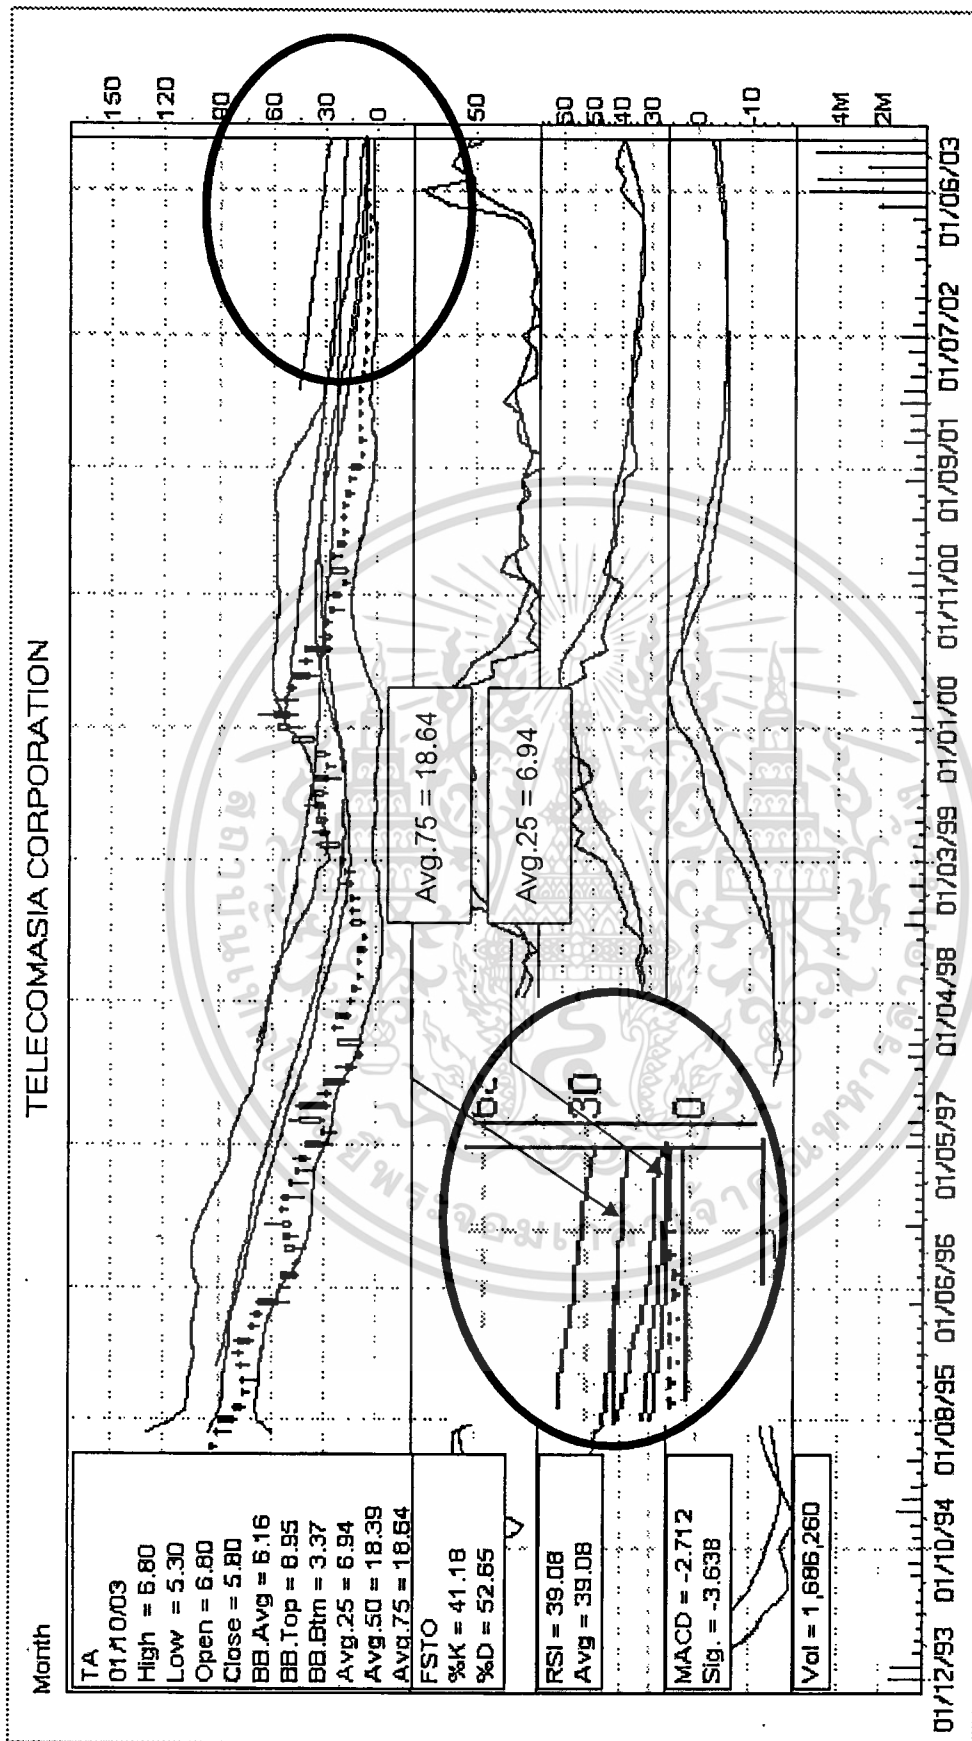 TELECOMASIA CORPORATION
Month
TA
01/10/03
High = 6.80
Low = 5.30
Open = 6.80
Close = 5.80
BB.Avg = 6.16
BB.Top = 8.95
BB.Btm = 3.37
Avg.25 = 6.94
Avg.50 = 18.39
Avg.75 = 18.64
150
120
90
60
30
0
FSTO
%K = 41.18
%D = 52.65
50
RSI = 39.08
Avg = 39.08
60
50
40
30
MACD = -2.712
Sig. = -3.638
0
-10
Vol = 1,686,260
4M
2M
Avg.75 = 18.64
Avg.25 = 6.94
30
0
01/12/93 01/10/94 01/08/95 01/06/96 01/05/97 01/04/98 01/03/99 01/01/00 01/11/00 01/09/01 01/07/02 01/06/03